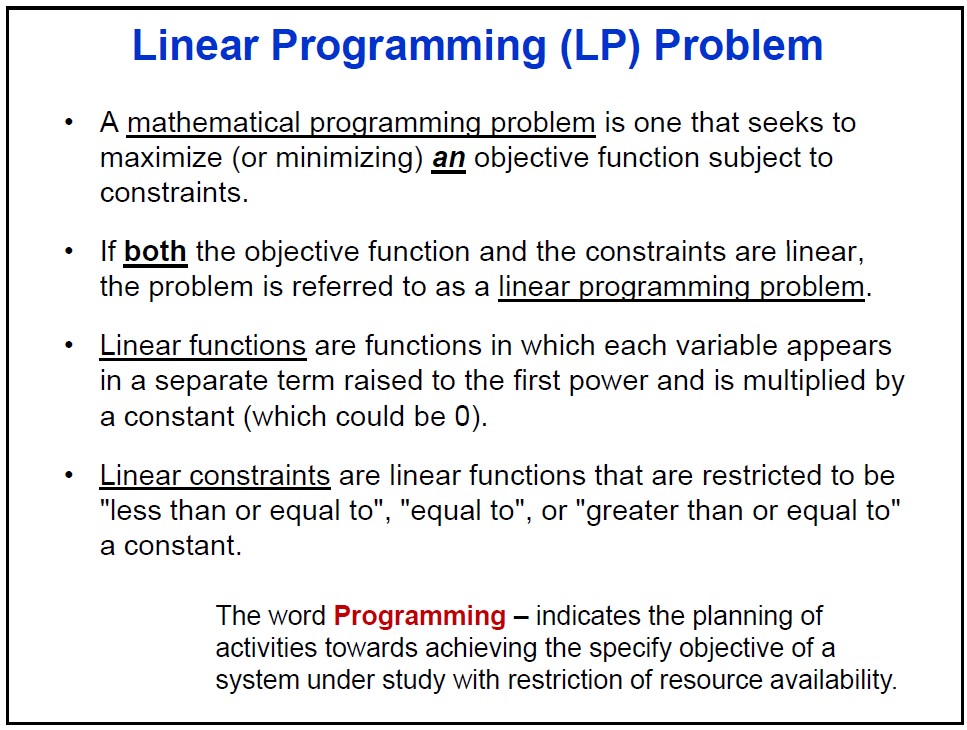 Linear Programming (LP) Problem
• A mathematical programming problem is one that seeks to
maximize (or minimizing) an objective function subject to
constraints.
• If both the objective function and the constraints are linear,
the problem is referred to as a linear programming problem.
• Linear functions are functions in which each variable appears
in a separate term raised to the first power and is multiplied by
a constant (which could be 0).
• Linear constraints are linear functions that are restricted to be
"less than or equal to", "equal to", or "greater than or equal to"
a constant.
The word Programming – indicates the planning of
activities towards achieving the specify objective of a
system under study with restriction of resource availability.